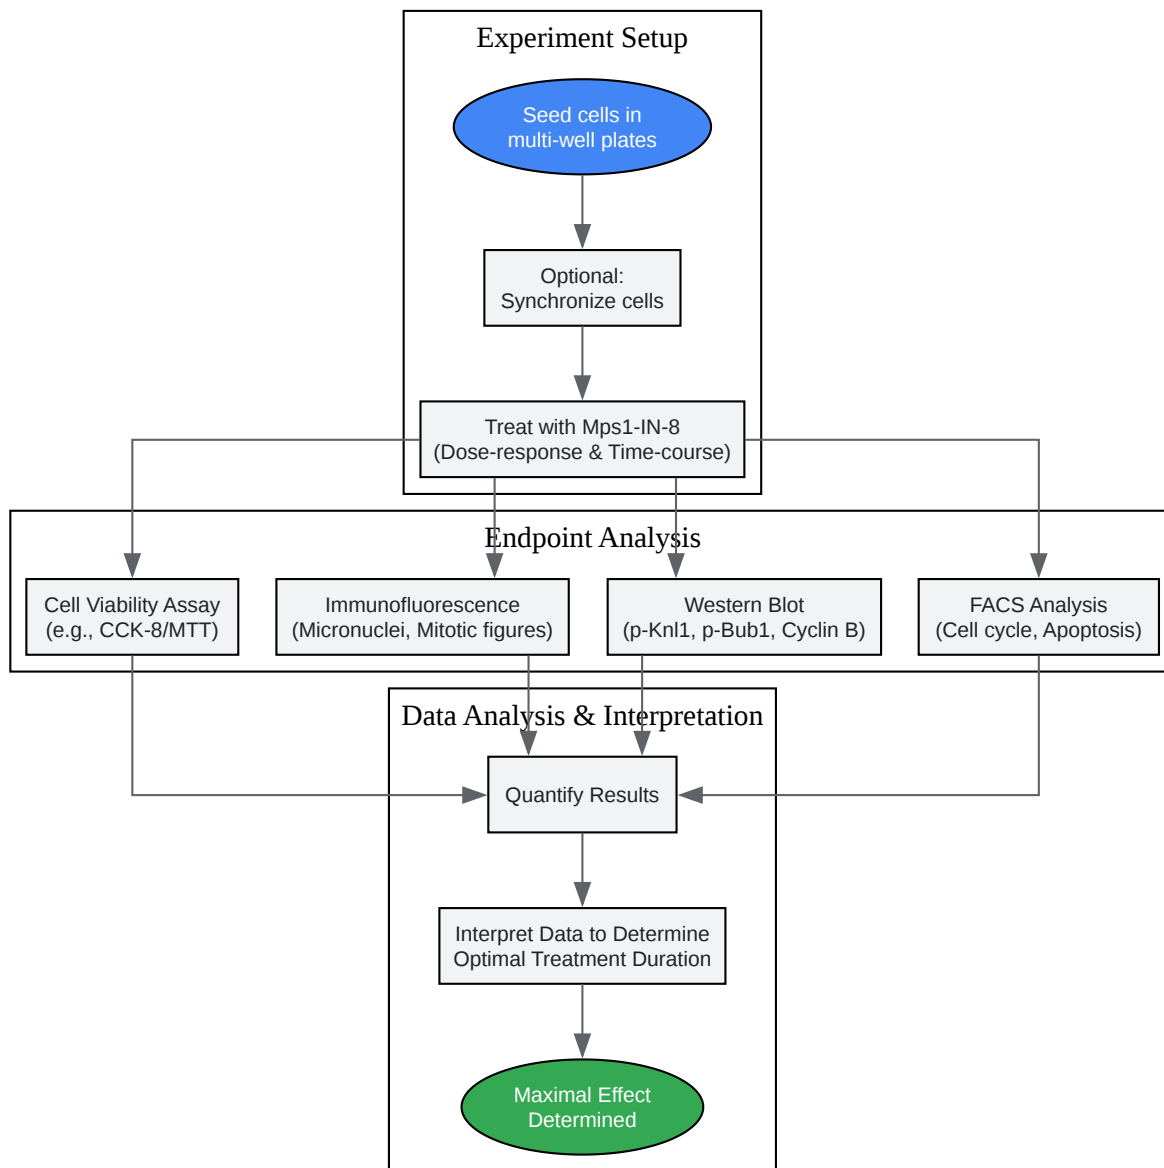 Experiment Setup
Seed cells in
multi-well plates
Optional:
Synchronize cells
Treat with Mps1-IN-8
(Dose-response & Time-course)
Endpoint Analysis
Cell Viability Assay
(e.g., CCK-8/MTT)
Immunofluorescence
(Micronuclei, Mitotic figures)
Western Blot
(p-Knl1, p-Bub1, Cyclin B)
FACS Analysis
(Cell cycle, Apoptosis)
Data Analysis & Interpretation
Quantify Results
Interpret Data to Determine
Optimal Treatment Duration
Maximal Effect
Determined